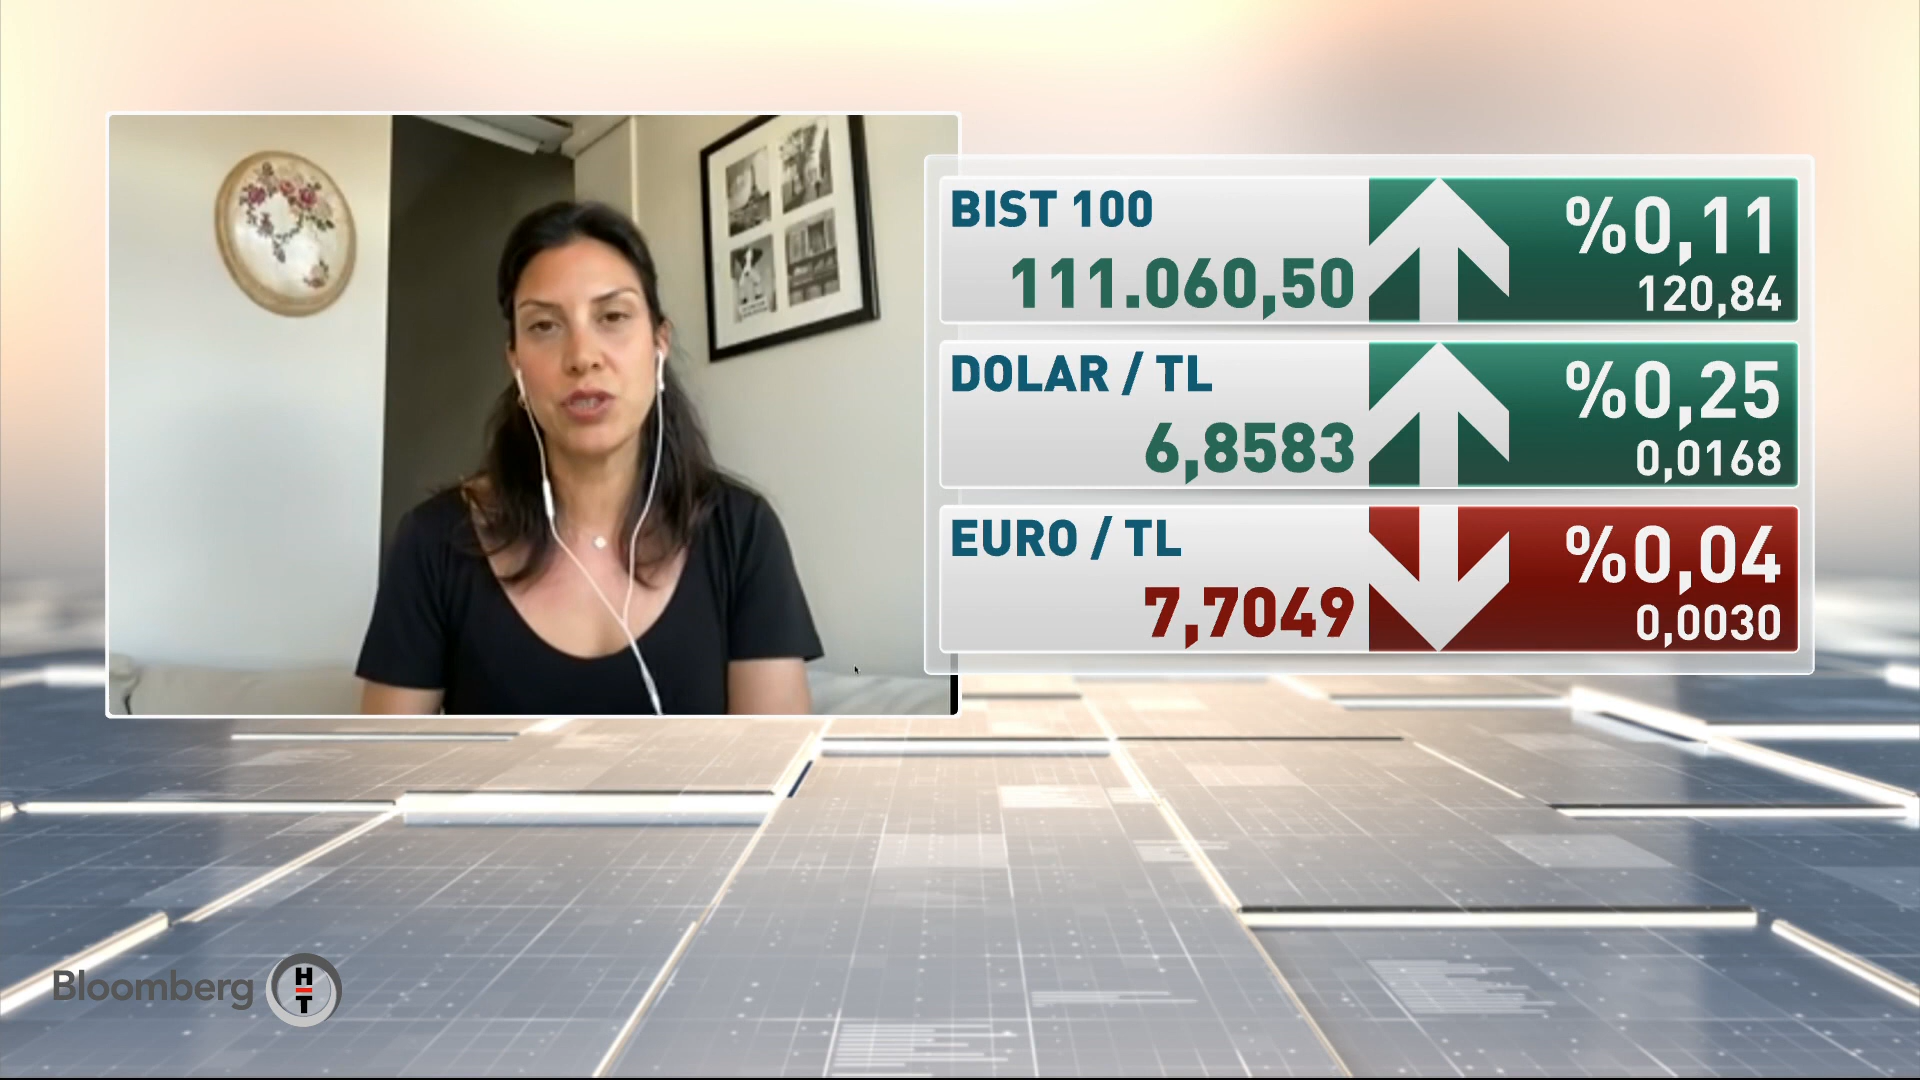 BIST 100
111.060,50
%0,11
120,84
DOLAR / TL
6,8583
%0,25
0,0168
EURO / TL
7,7049
%0,04
0,0030
Bloomberg HT